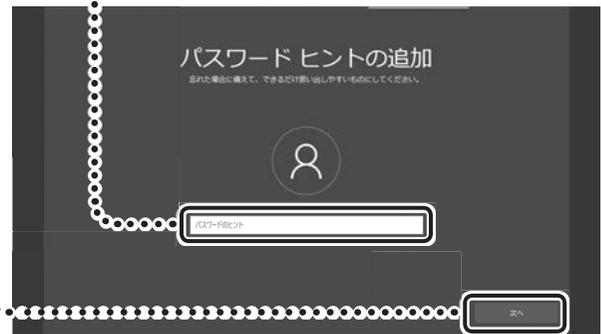 パスワード ヒントの追加
忘れた場合に備えて、できるだけ思い出しやすいものにしてください。
パスワードのヒント
次へ